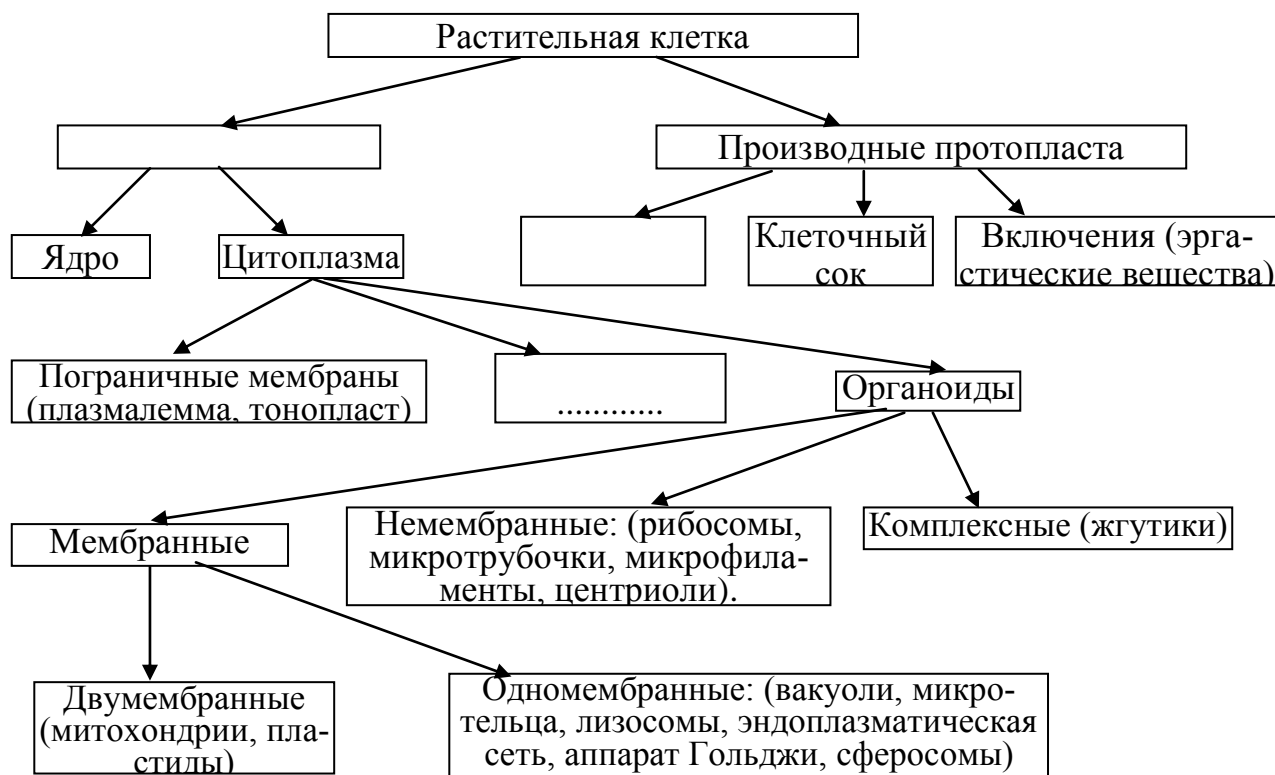 Растительная клетка
Производные протопласта
Ядро
Цитоплазма
Клеточный
сок
Включения (эрга-
стические вещества)
Пограничные мембраны
(плазмалемма, тонопласт)
............
Органоиды
Мембранные
Немембранные: (рибосомы,
микротрубочки, микрофила-
менты, центриоли).
Комплексные (жгутики)
Двумембранные
(митохондрии, пла-
стиды)
Одномембранные: (вакуоли, микро-
тельца, лизосомы, эндоплазматическая
сеть, аппарат Гольджи, сферосомы)